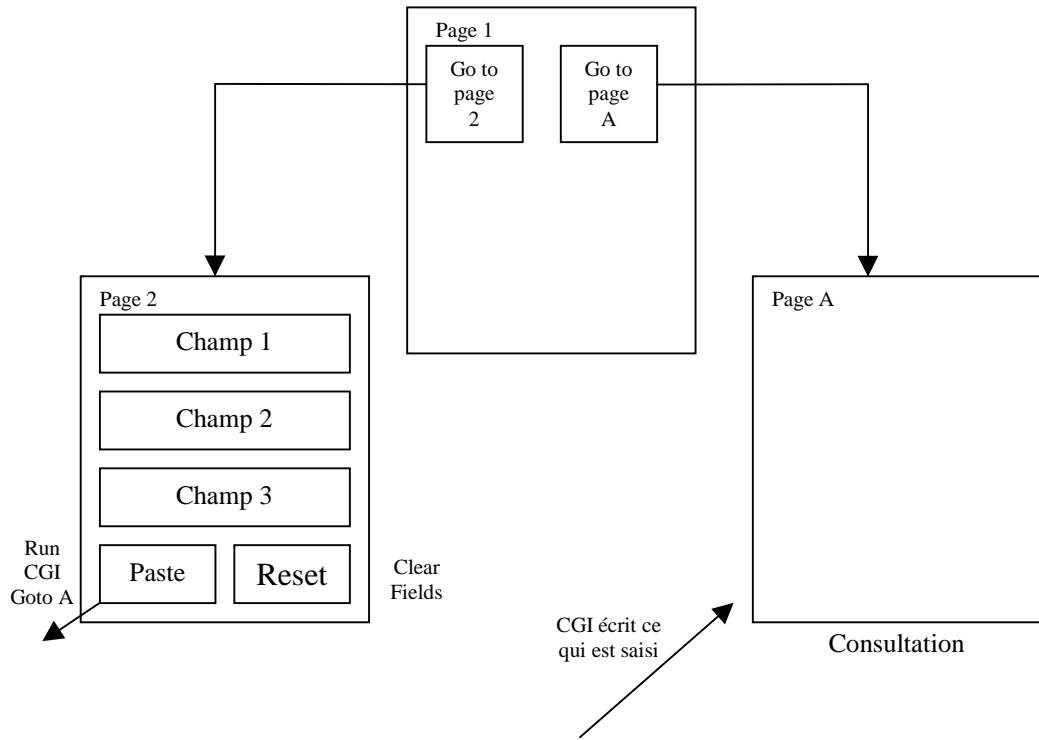 Page 1
Go to
page
2
Go to
page
A
Page 2
Champ 1
Champ 2
Champ 3
Run
CGI
Goto A
Paste
Reset
Clear
Fields
Page A
CGI écrit ce
qui est saisi
Consultation